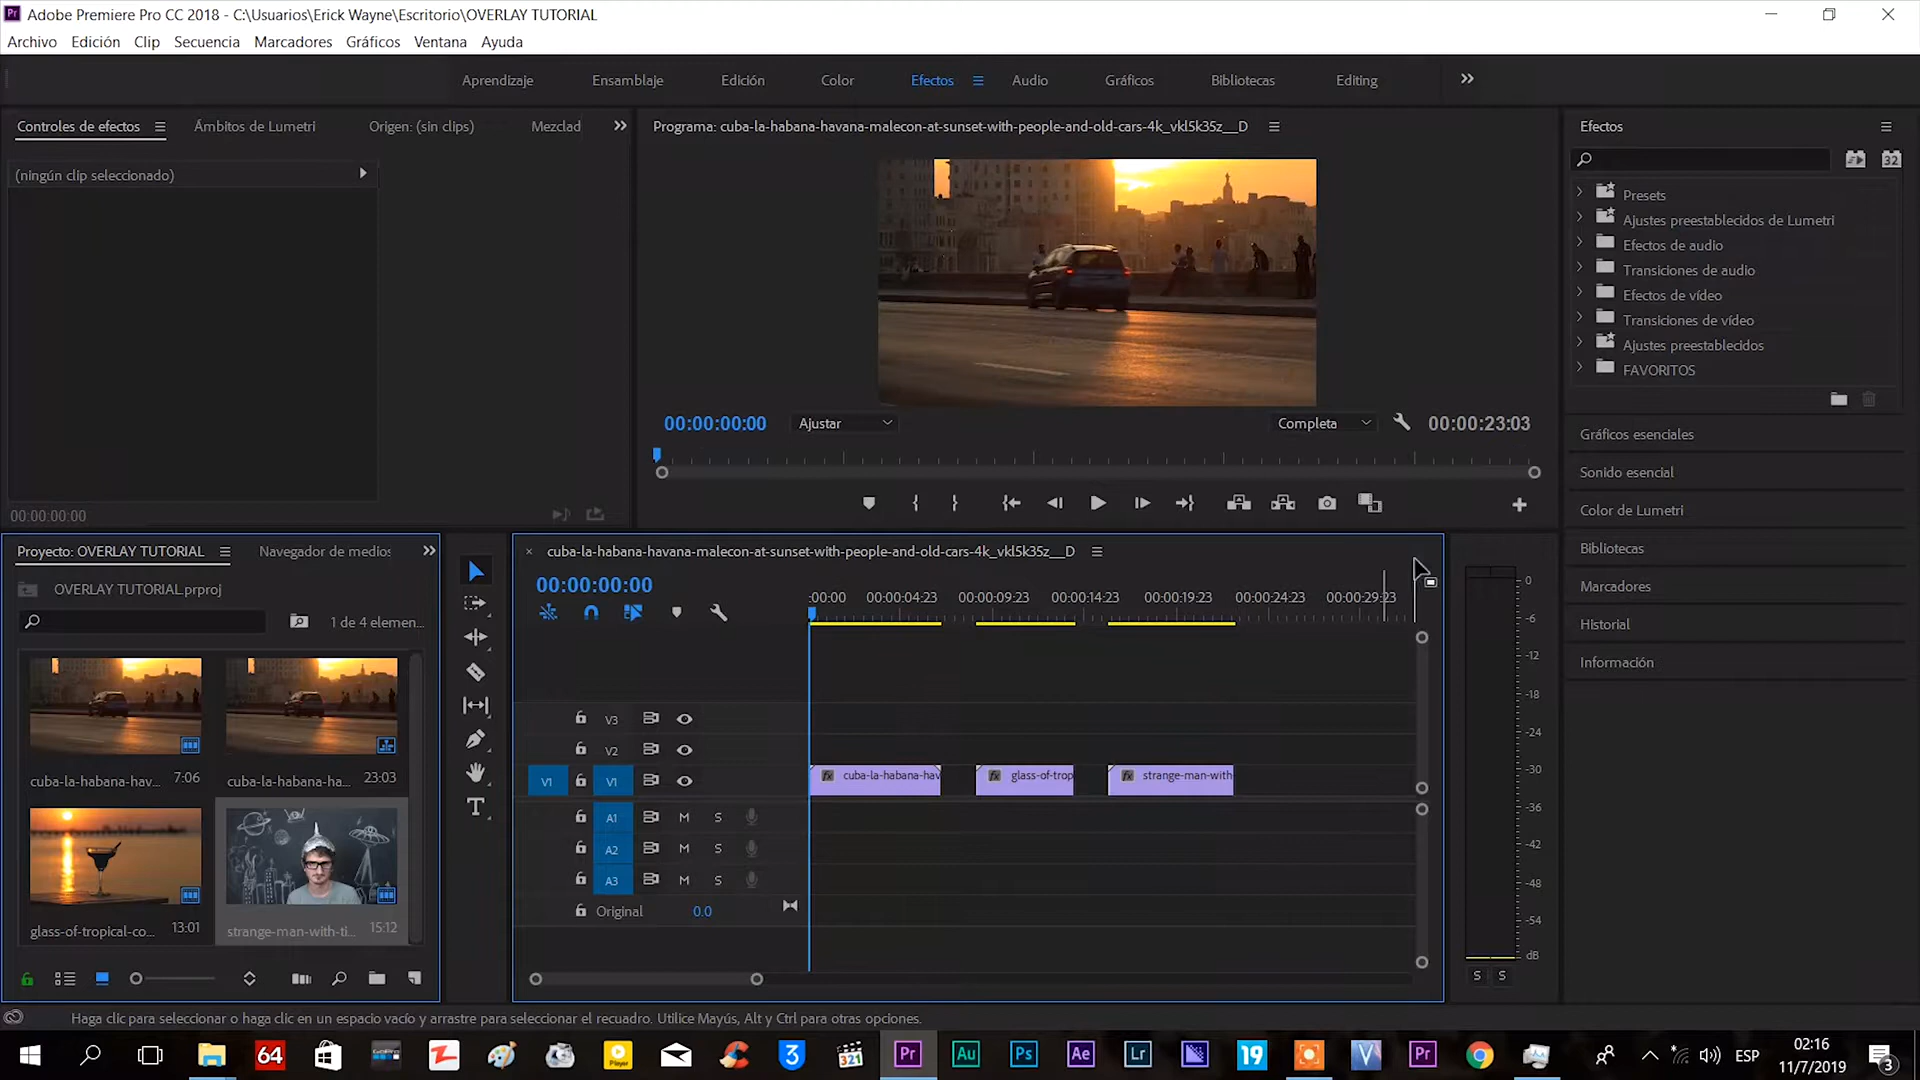 Adobe Premiere Pro CC 2018 - C:\Usuarios\Erick Wayne\Escritorio\OVERLAY TUTORIAL
Archivo Edición Clip Secuencia Marcadores Gráficos Ventana Ayuda
Aprendizaje Ensamblaje Edición Color Efectos Audio Gráficos Bibliotecas Editing
Controles de efectos Ámbitos de Lumetri Origen: (sin clips) Mezclad
(ningún clip seleccionado)
00:00:00:00
Programa: cuba-la-habana-havana-malecon-at-sunset-with-people-and-old-cars-4k_vkl5k35z__D
00:00:00:00 Ajustar Completa 00:00:23:03
Efectos
32
Presets
Ajustes preestablecidos de Lumetri
Efectos de audio
Transiciones de audio
Efectos de vídeo
Transiciones de vídeo
Ajustes preestablecidos
FAVORITOS
Gráficos esenciales
Sonido esencial
Color de Lumetri
Bibliotecas
Marcadores
Historial
Información
Proyecto: OVERLAY TUTORIAL Navegador de medios
OVERLAY TUTORIAL.prproj
1 de 4 elemen...
cuba-la-habana-hav... 7:06 cuba-la-habana-ha... 23:03
glass-of-tropical-co... 13:01 strange-man-with-ti... 15:12
cuba-la-habana-havana-malecon-at-sunset-with-people-and-old-cars-4k_vkl5k35z__D
00:00:00:00
:00:00 00:00:04:23 00:00:09:23 00:00:14:23 00:00:19:23 00:00:24:23 00:00:29:23
V3
V2
V1 V1 cuba-la-habana-hav glass-of-trop strange-man-with-
A1 M S
A2 M S
A3 M S
Original 0.0
0
-6
-12
-18
-24
-30
-36
-42
-48
-54
dB
S S
Haga clic para seleccionar o haga clic en un espacio vacío y arrastre para seleccionar el recuadro. Utilice Mayús, Alt y Ctrl para otras opciones.
64 GoPro Z Player 3 321 Pr Au Ps Ae Lr 19 V Pr ESP 02:16
11/7/2019 3